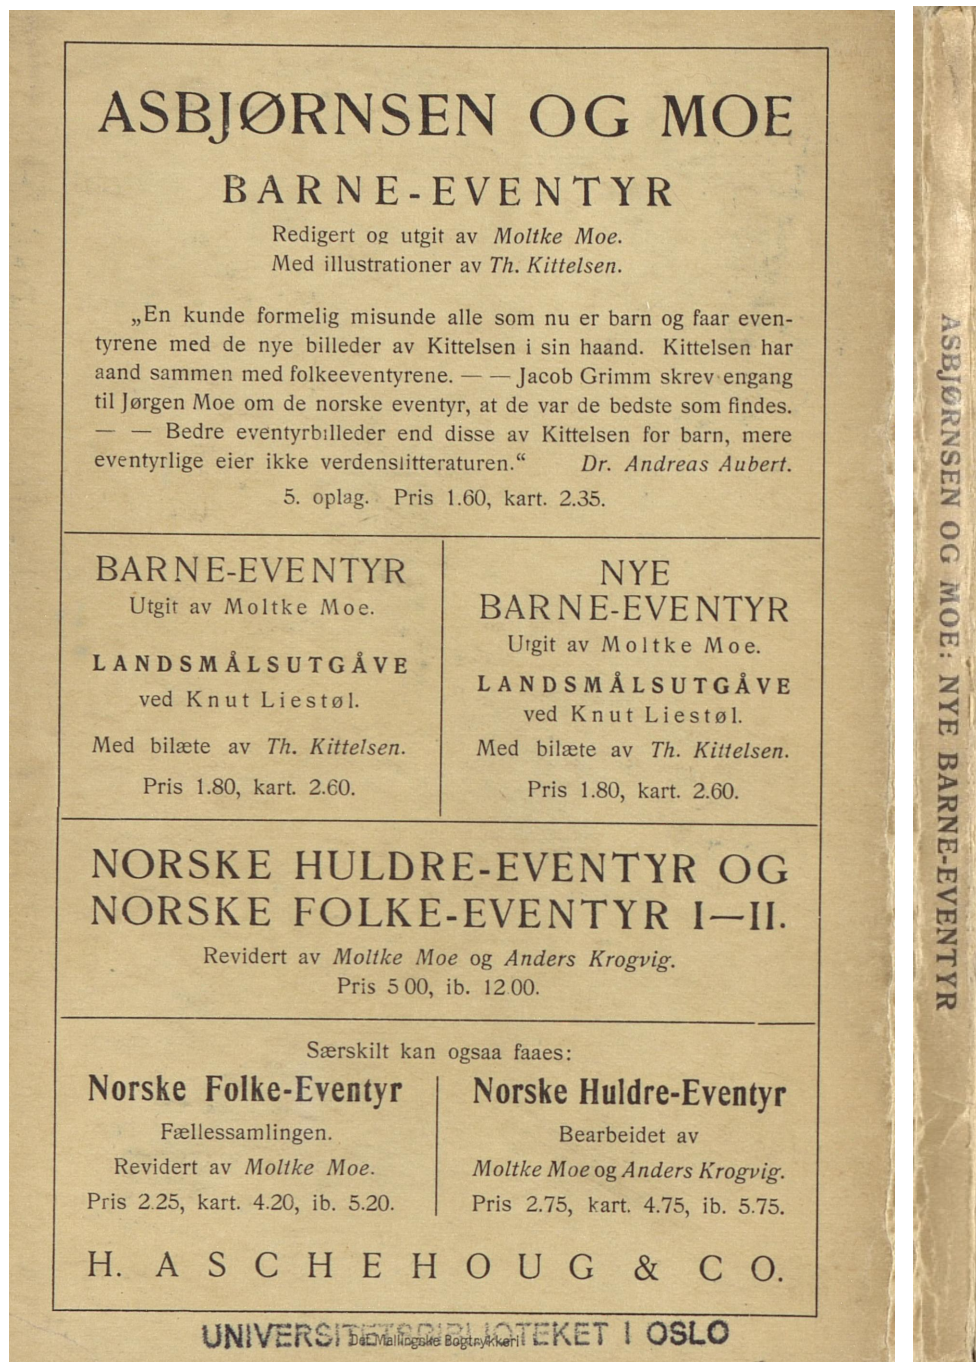 ASBJØRNSEN OG MOE
BARNE-EVENTYR
Redigert og utgit av Moltke Moe.
Med illustrationer av Th. Kittelsen.
„En kunde formelig misunde alle som nu er barn og faar even-
tyrene med de nye billeder av Kittelsen i sin haand. Kittelsen har
aand sammen med folkeeventyrene. — — Jacob Grimm skrev engang
til Jørgen Moe om de norske eventyr, at de var de bedste som findes.
— — Bedre eventyrbilleder end disse av Kittelsen for barn, mere
eventyrlige eier ikke verdenslitteraturen.“ Dr. Andreas Aubert.
5. oplag. Pris 1.60, kart. 2.35.
BARNE-EVENTYR
Utgit av Moltke Moe.
LANDSMÅLSUTGÅVE
ved Knut Liestøl.
Med bilæte av Th. Kittelsen.
Pris 1.80, kart. 2.60.
NYE
BARNE-EVENTYR
Utgit av Moltke Moe.
LANDSMÅLSUTGÅVE
ved Knut Liestøl.
Med bilæte av Th. Kittelsen.
Pris 1.80, kart. 2.60.
NORSKE HULDRE-EVENTYR OG
NORSKE FOLKE-EVENTYR I—II.
Revidert av Moltke Moe og Anders Krogvig.
Pris 5 00, ib. 12 00.
Særskilt kan ogsaa faaes:
Norske Folke-Eventyr
Fællessamlingen.
Revidert av Moltke Moe.
Pris 2.25, kart. 4.20, ib. 5.20.
Norske Huldre-Eventyr
Bearbeidet av
Moltke Moe og Anders Krogvig.
Pris 2.75, kart. 4.75, ib. 5.75.
H. ASCHEHOUG & CO.
UNIVERSITETSBIBLIOTEKET I OSLO
Det Mallingske Bogtrykkeri
ASBJØRNSEN OG MOE: NYE BARNE-EVENTYR